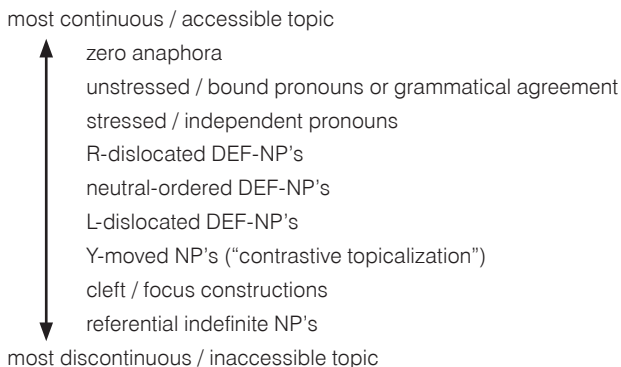 most continuous / accessible topic
zero anaphora
unstressed / bound pronouns or grammatical agreement
stressed / independent pronouns
R-dislocated DEF-NP's
neutral-ordered DEF-NP's
L-dislocated DEF-NP's
Y-moved NP's (“contrastive topicalization”)
cleft / focus constructions
referential indefinite NP's
most discontinuous / inaccessible topic